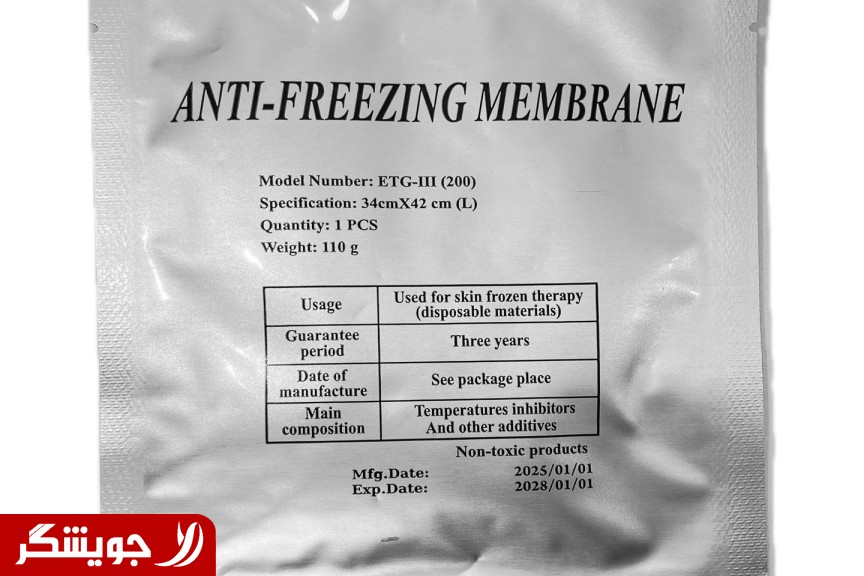 ANTI-FREEZING MEMBRANE
Model Number: ETG-III (200)
Specification: 34cmX42 cm (L)
Quantity: 1 PCS
Weight: 110 g
Usage
Used for skin frozen therapy
(disposable materials)
Guarantee
period
Three years
Date of
manufacture
See package place
Main
composition
Temperatures inhibitors
And other additives
Non-toxic products
Mfg.Date: 2025/01/01
Exp.Date: 2028/01/01
جویشگر